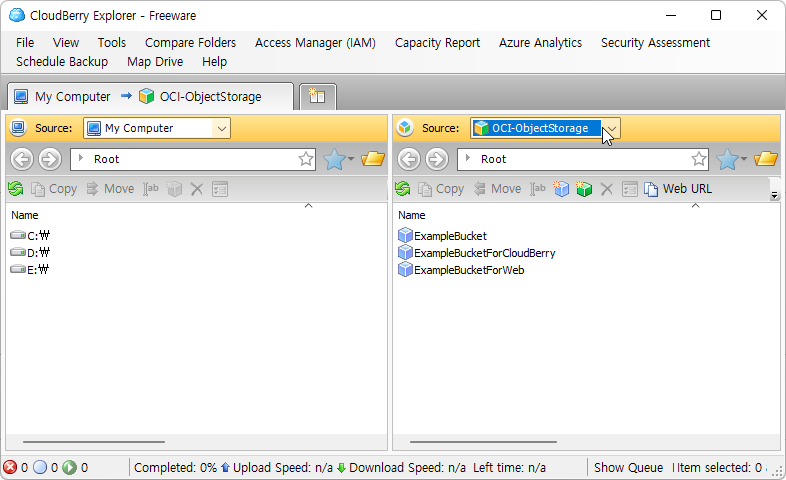 CloudBerry Explorer - Freeware
File View Tools Compare Folders Access Manager (IAM) Capacity Report Azure Analytics Security Assessment
Schedule Backup Map Drive Help
My Computer OCI-ObjectStorage
Source: My Computer
Root
Copy Move
Name
C:₩
D:₩
E:₩
Source: OCI-ObjectStorage
Root
Copy Move Web URL
Name
ExampleBucket
ExampleBucketForCloudBerry
ExampleBucketForWeb
0 0 0 Completed: 0% Upload Speed: n/a Download Speed: n/a Left time: n/a Show Queue Item selected: 0